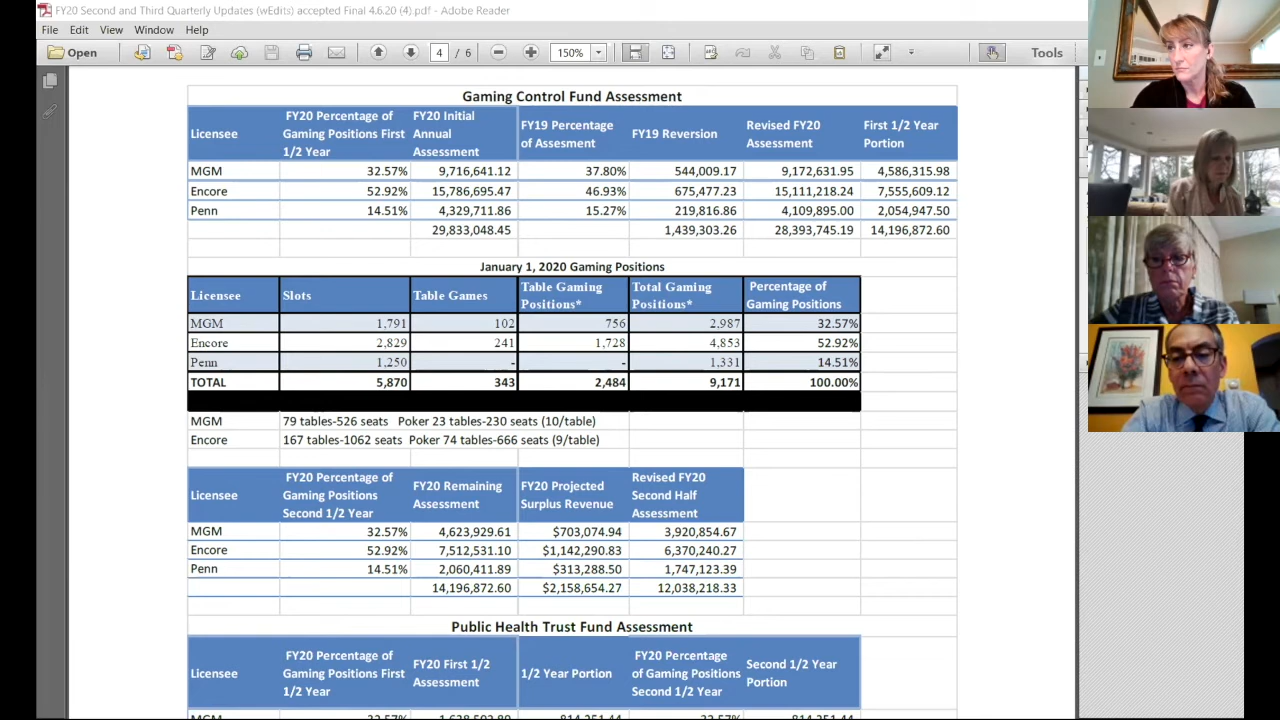 FY20 Second and Third Quarterly Updates (wEdits) accepted Final 4.6.20 (4).pdf - Adobe Reader
File Edit View Window Help
Open 4 / 6 150% Tools
Gaming Control Fund Assessment
Licensee FY20 Percentage of Gaming Positions First 1/2 Year FY20 Initial Annual Assessment FY19 Percentage of Assesment FY19 Reversion Revised FY20 Assessment First 1/2 Year Portion
MGM 32.57% 9,716,641.12 37.80% 544,009.17 9,172,631.95 4,586,315.98
Encore 52.92% 15,786,695.47 46.93% 675,477.23 15,111,218.24 7,555,609.12
Penn 14.51% 4,329,711.86 15.27% 219,816.86 4,109,895.00 2,054,947.50
29,833,048.45 1,439,303.26 28,393,745.19 14,196,872.60
January 1, 2020 Gaming Positions
Licensee Slots Table Games Table Gaming Positions* Total Gaming Positions* Percentage of Gaming Positions
MGM 1,791 102 756 2,987 32.57%
Encore 2,829 241 1,728 4,853 52.92%
Penn 1,250 - - 1,331 14.51%
TOTAL 5,870 343 2,484 9,171 100.00%
MGM 79 tables-526 seats Poker 23 tables-230 seats (10/table)
Encore 167 tables-1062 seats Poker 74 tables-666 seats (9/table)
Licensee FY20 Percentage of Gaming Positions Second 1/2 Year FY20 Remaining Assessment FY20 Projected Surplus Revenue Revised FY20 Second Half Assessment
MGM 32.57% 4,623,929.61 $703,074.94 3,920,854.67
Encore 52.92% 7,512,531.10 $1,142,290.83 6,370,240.27
Penn 14.51% 2,060,411.89 $313,288.50 1,747,123.39
14,196,872.60 $2,158,654.27 12,038,218.33
Public Health Trust Fund Assessment
Licensee FY20 Percentage of Gaming Positions First 1/2 Year FY20 First 1/2 Assessment 1/2 Year Portion FY20 Percentage of Gaming Positions Second 1/2 Year Second 1/2 Year Portion